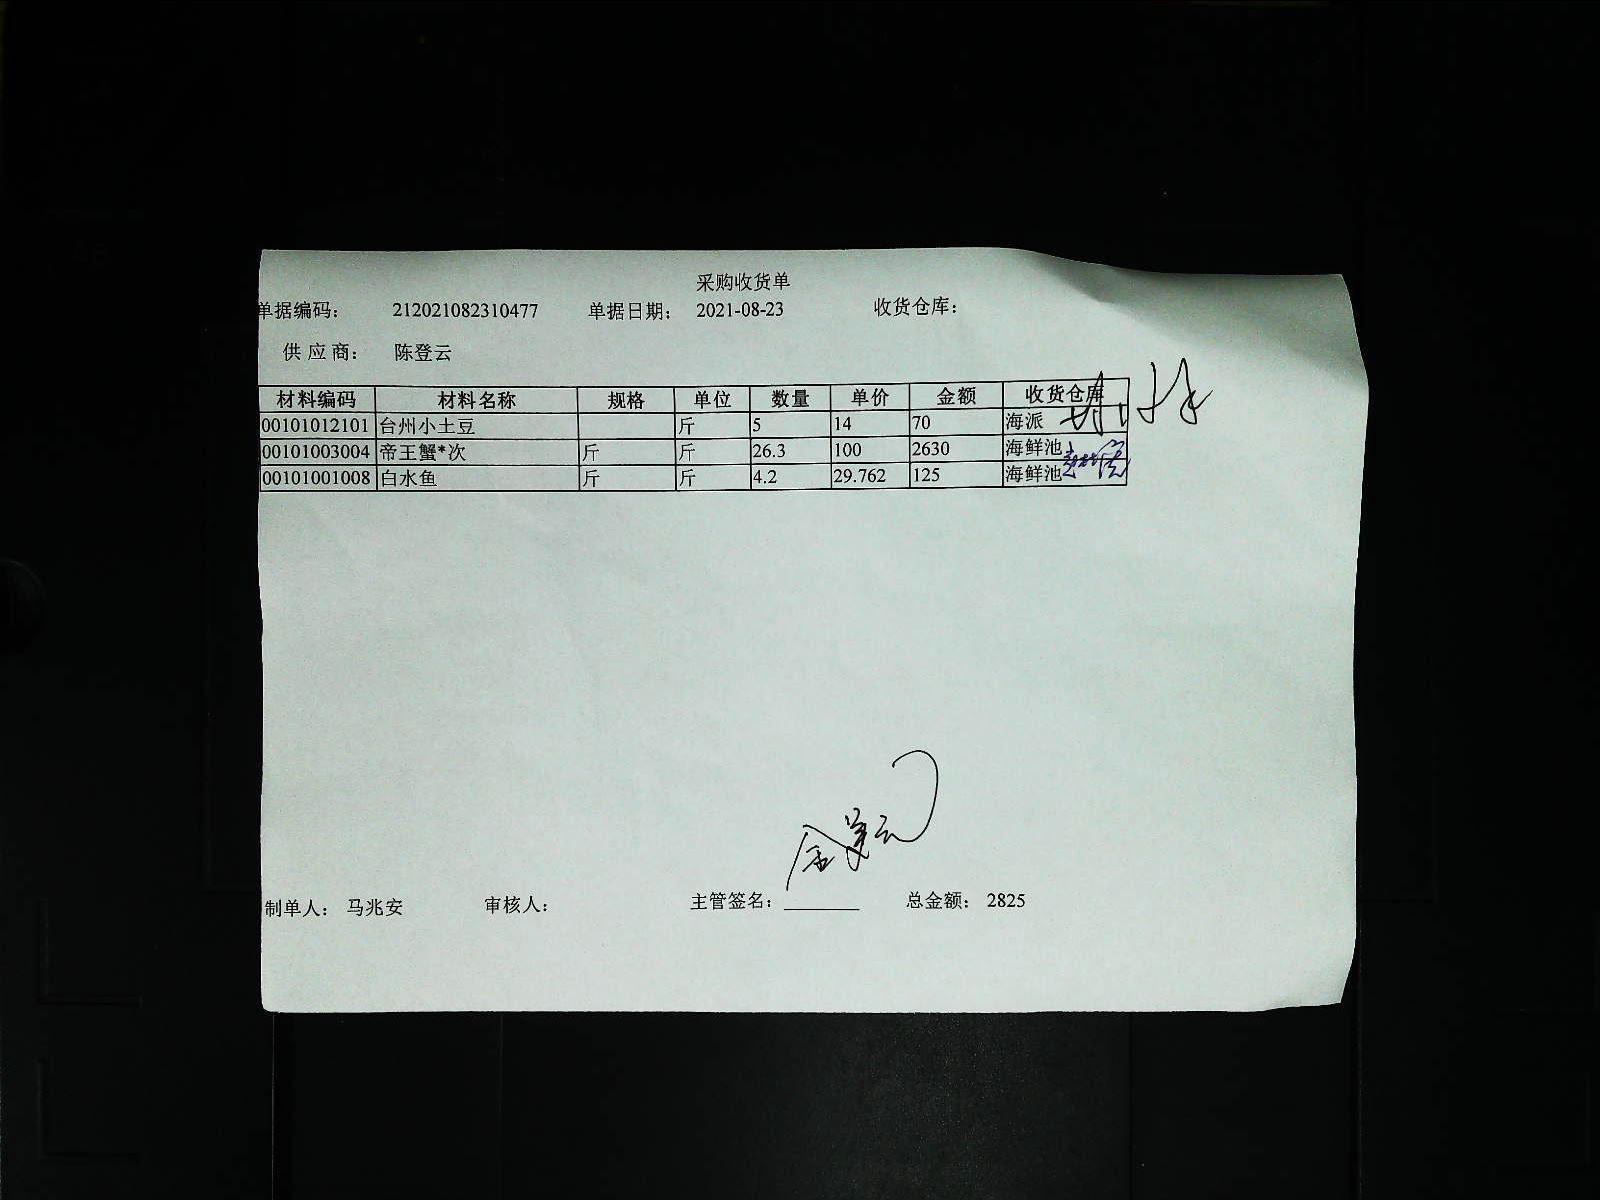 采购收货单
单据编码： 212021082310477 单据日期： 2021-08-23 收货仓库：
供 应 商： 陈登云
材料编码 材料名称 规格 单位 数量 单价 金额 收货仓库
00101012101 台州小土豆 斤 5 14 70 海派
00101003004 帝王蟹*次 斤 斤 26.3 100 2630 海鲜池
00101001008 白水鱼 斤 斤 4.2 29.762 125 海鲜池
制单人： 马兆安 审核人： 主管签名： 总金额： 2825